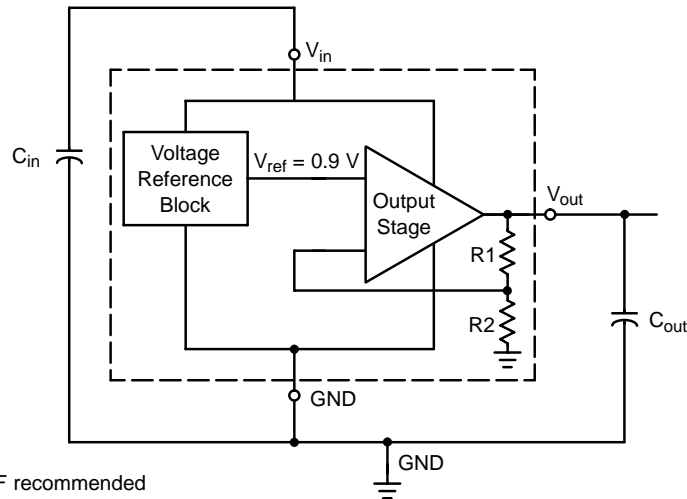 Vin
Cin
Voltage
Reference
Block
Vref = 0.9 V
Output
Stage
Vout
R1
R2
Cout
GND
GND
F recommended